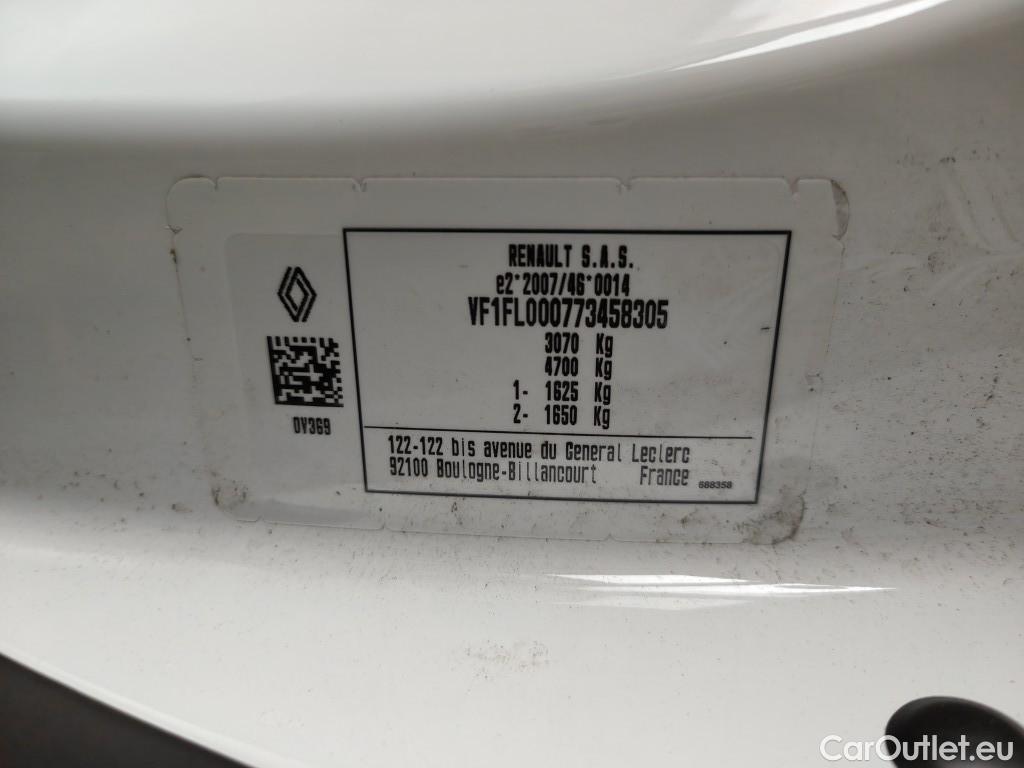 RENAULT S.A.S.
e2*2007/46*0014
VF1FL000773458305
3070 Kg
4700 Kg
1- 1625 Kg
2- 1650 Kg
DV369
122-122 bis avenue du General Leclerc
92100 Boulogne-Billancourt France
688358
CarOutlet.eu